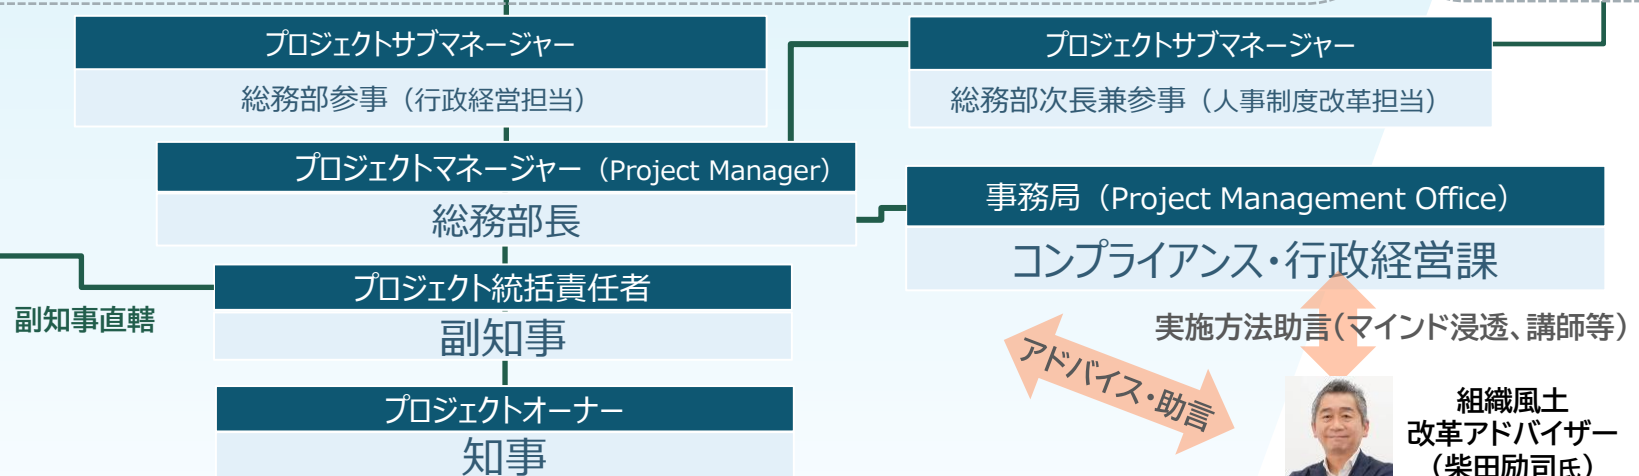 プロジェクトサブマネージャー
総務部参事（行政経営担当）
プロジェクトサブマネージャー
総務部次長兼参事（人事制度改革担当）
プロジェクトマネージャー（Project Manager）
総務部長
事務局（Project Management Office）
コンプライアンス・行政経営課
副知事直轄
プロジェクト統括責任者
副知事
実施方法助言（マインド浸透、講師等）
アドバイス・助言
プロジェクトオーナー
知事
組織風土
改革アドバイザー
（柴田励司氏）